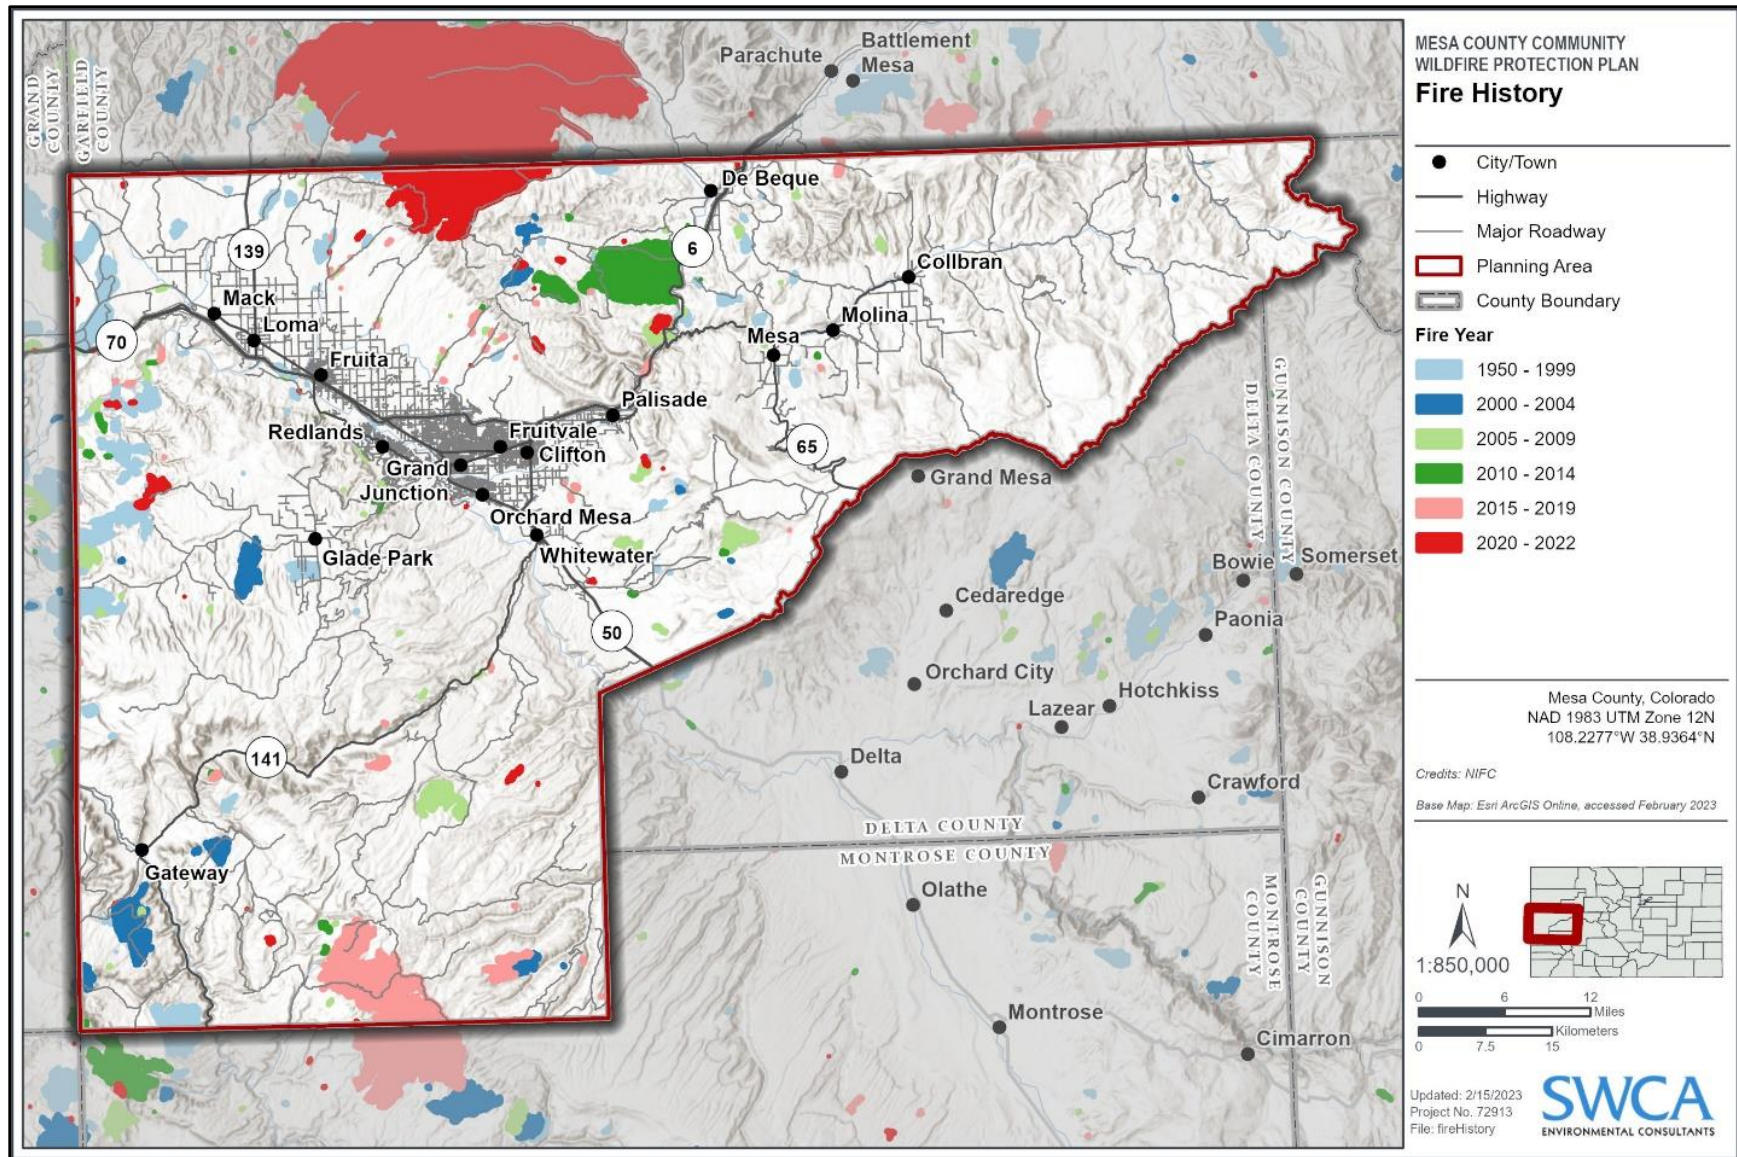 MESA COUNTY COMMUNITY
WILDFIRE PROTECTION PLAN
Fire History
City/Town
Highway
Major Roadway
Planning Area
County Boundary
Fire Year
1950 - 1999
2000 - 2004
2005 - 2009
2010 - 2014
2015 - 2019
2020 - 2022
Mesa County, Colorado
NAD 1983 UTM Zone 12N
108.2277°W 38.9364°N
Credits: NIFC
Base Map: Esri ArcGIS Online, accessed February 2023
N
1:850,000
0 6 12
Miles
Kilometers
0 7.5 15
Updated: 2/15/2023
Project No. 72913
File: fireHistory
SWCA
ENVIRONMENTAL CONSULTANTS
GRAND
COUNTY
GARFIELD
COUNTY
Parachute
Battlement
Mesa
De Beque
139
6
Collbran
Mack
Loma
Molina
70
Mesa
Fruita
Palisade
Redlands
Fruitvale
Clifton
65
Grand
Junction
Grand Mesa
Orchard Mesa
Whitewater
Glade Park
DELTA COUNTY
GUNNISON COUNTY
Bowie
Somerset
Cedaredge
Paonia
50
Orchard City
Hotchkiss
Lazear
141
Delta
Crawford
DELTA COUNTY
MONTROSE COUNTY
Gateway
Olathe
MONTROSE
COUNTY
GUNNISON
COUNTY
Montrose
Cimarron